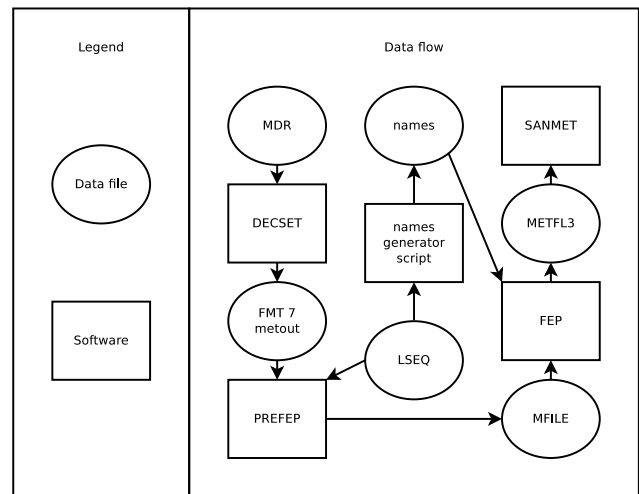 Legend
Data flow
Data file
Software
MDR
names
SANMET
DECSET
names
generator
script
METFL3
FMT 7
metout
LSEQ
FEP
PREFEP
MFILE